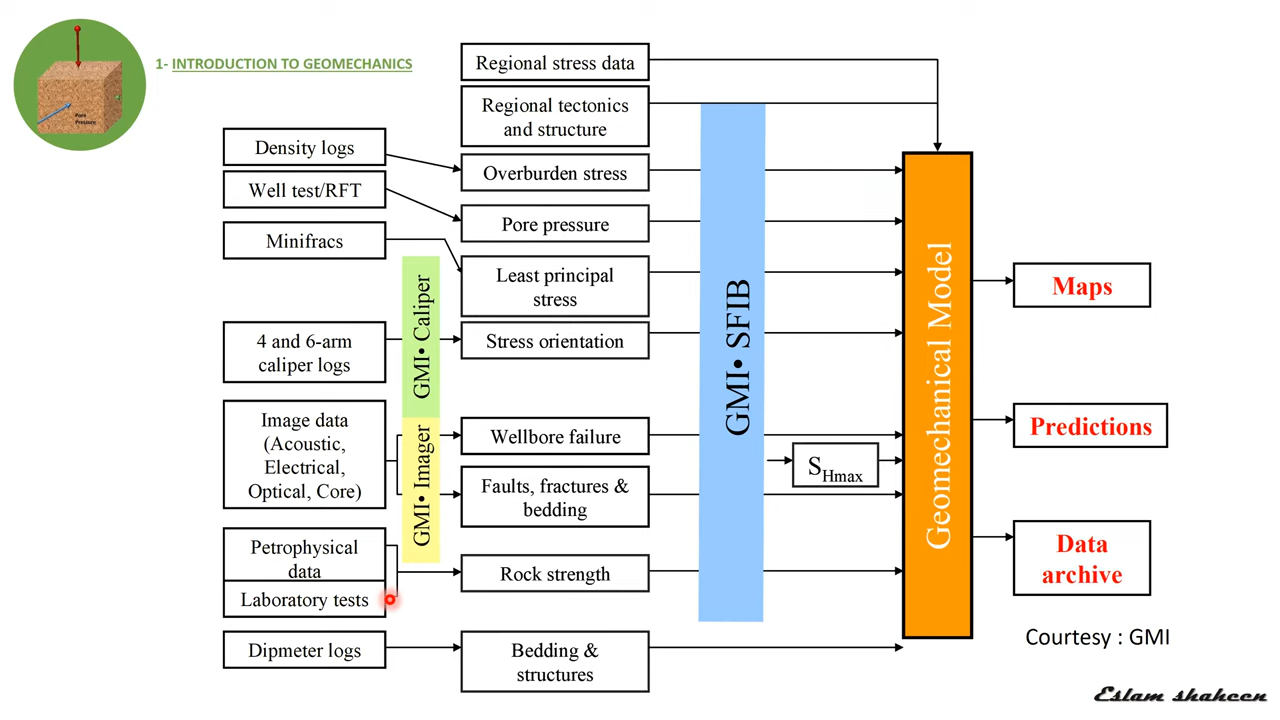 1- INTRODUCTION TO GEOMECHANICS
Pore
Pressure
Density logs
Well test/RFT
Minifracs
4 and 6-arm
caliper logs
Image data
(Acoustic,
Electrical,
Optical, Core)
Petrophysical
data
Laboratory tests
Dipmeter logs
GMI• Caliper
GMI• Imager
Regional stress data
Regional tectonics
and structure
Overburden stress
Pore pressure
Least principal
stress
Stress orientation
Wellbore failure
Faults, fractures &
bedding
Rock strength
Bedding &
structures
GMI• SFIB
SHmax
Geomechanical Model
Maps
Predictions
Data
archive
Courtesy : GMI
Eslam shaheen